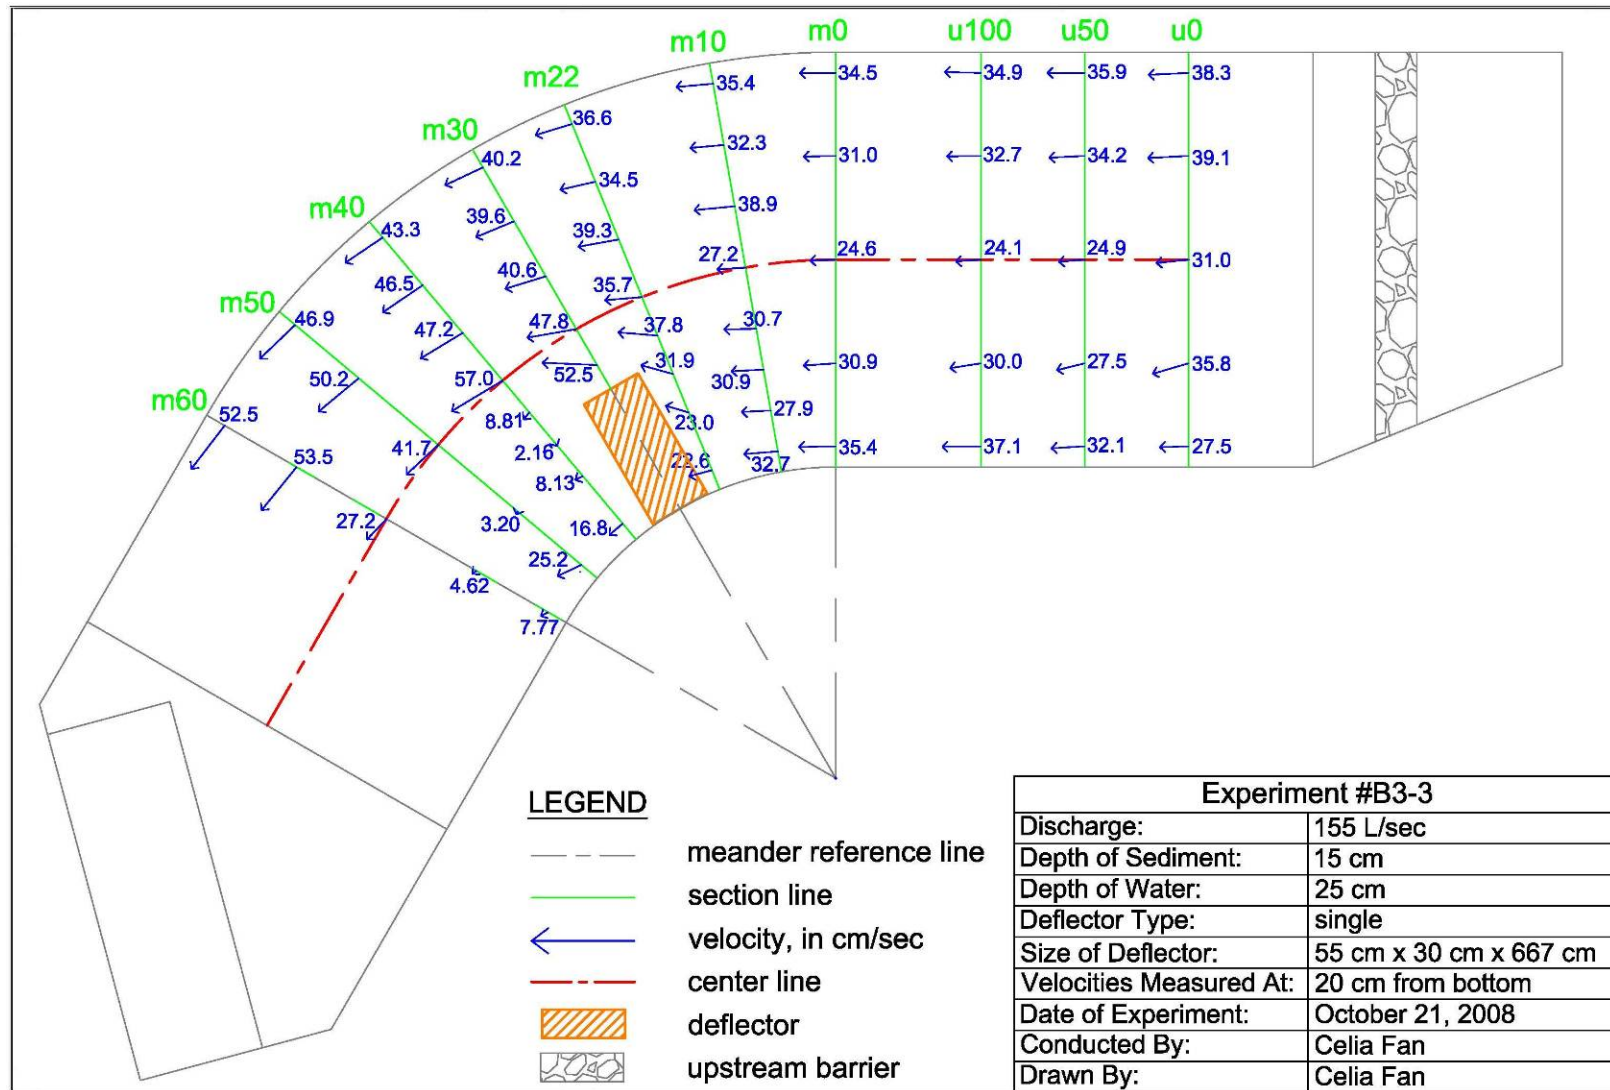 m0 u100 u50 u0
m10
m22
m30
m40
m50
m60
34.5 34.9 35.9 38.3
35.4
36.6
31.0 32.7 34.2 39.1
32.3
40.2
34.5
38.9
39.6
43.3
39.3
24.6 24.1 24.9 31.0
27.2
40.6
46.5
35.7
46.9
47.2
47.8
37.8
30.7
30.9 30.0 27.5 35.8
31.9
52.5
30.9
57.0
50.2
52.5
8.81
23.0
27.9
41.7
2.16
35.4 37.1 32.1 27.5
53.5
8.13
22.6
32.7
27.2
3.20
16.8
25.2
4.62
7.77
LEGEND
meander reference line
section line
velocity, in cm/sec
center line
deflector
upstream barrier
Experiment #B3-3
Discharge: 155 L/sec
Depth of Sediment: 15 cm
Depth of Water: 25 cm
Deflector Type: single
Size of Deflector: 55 cm x 30 cm x 667 cm
Velocities Measured At: 20 cm from bottom
Date of Experiment: October 21, 2008
Conducted By: Celia Fan
Drawn By: Celia Fan